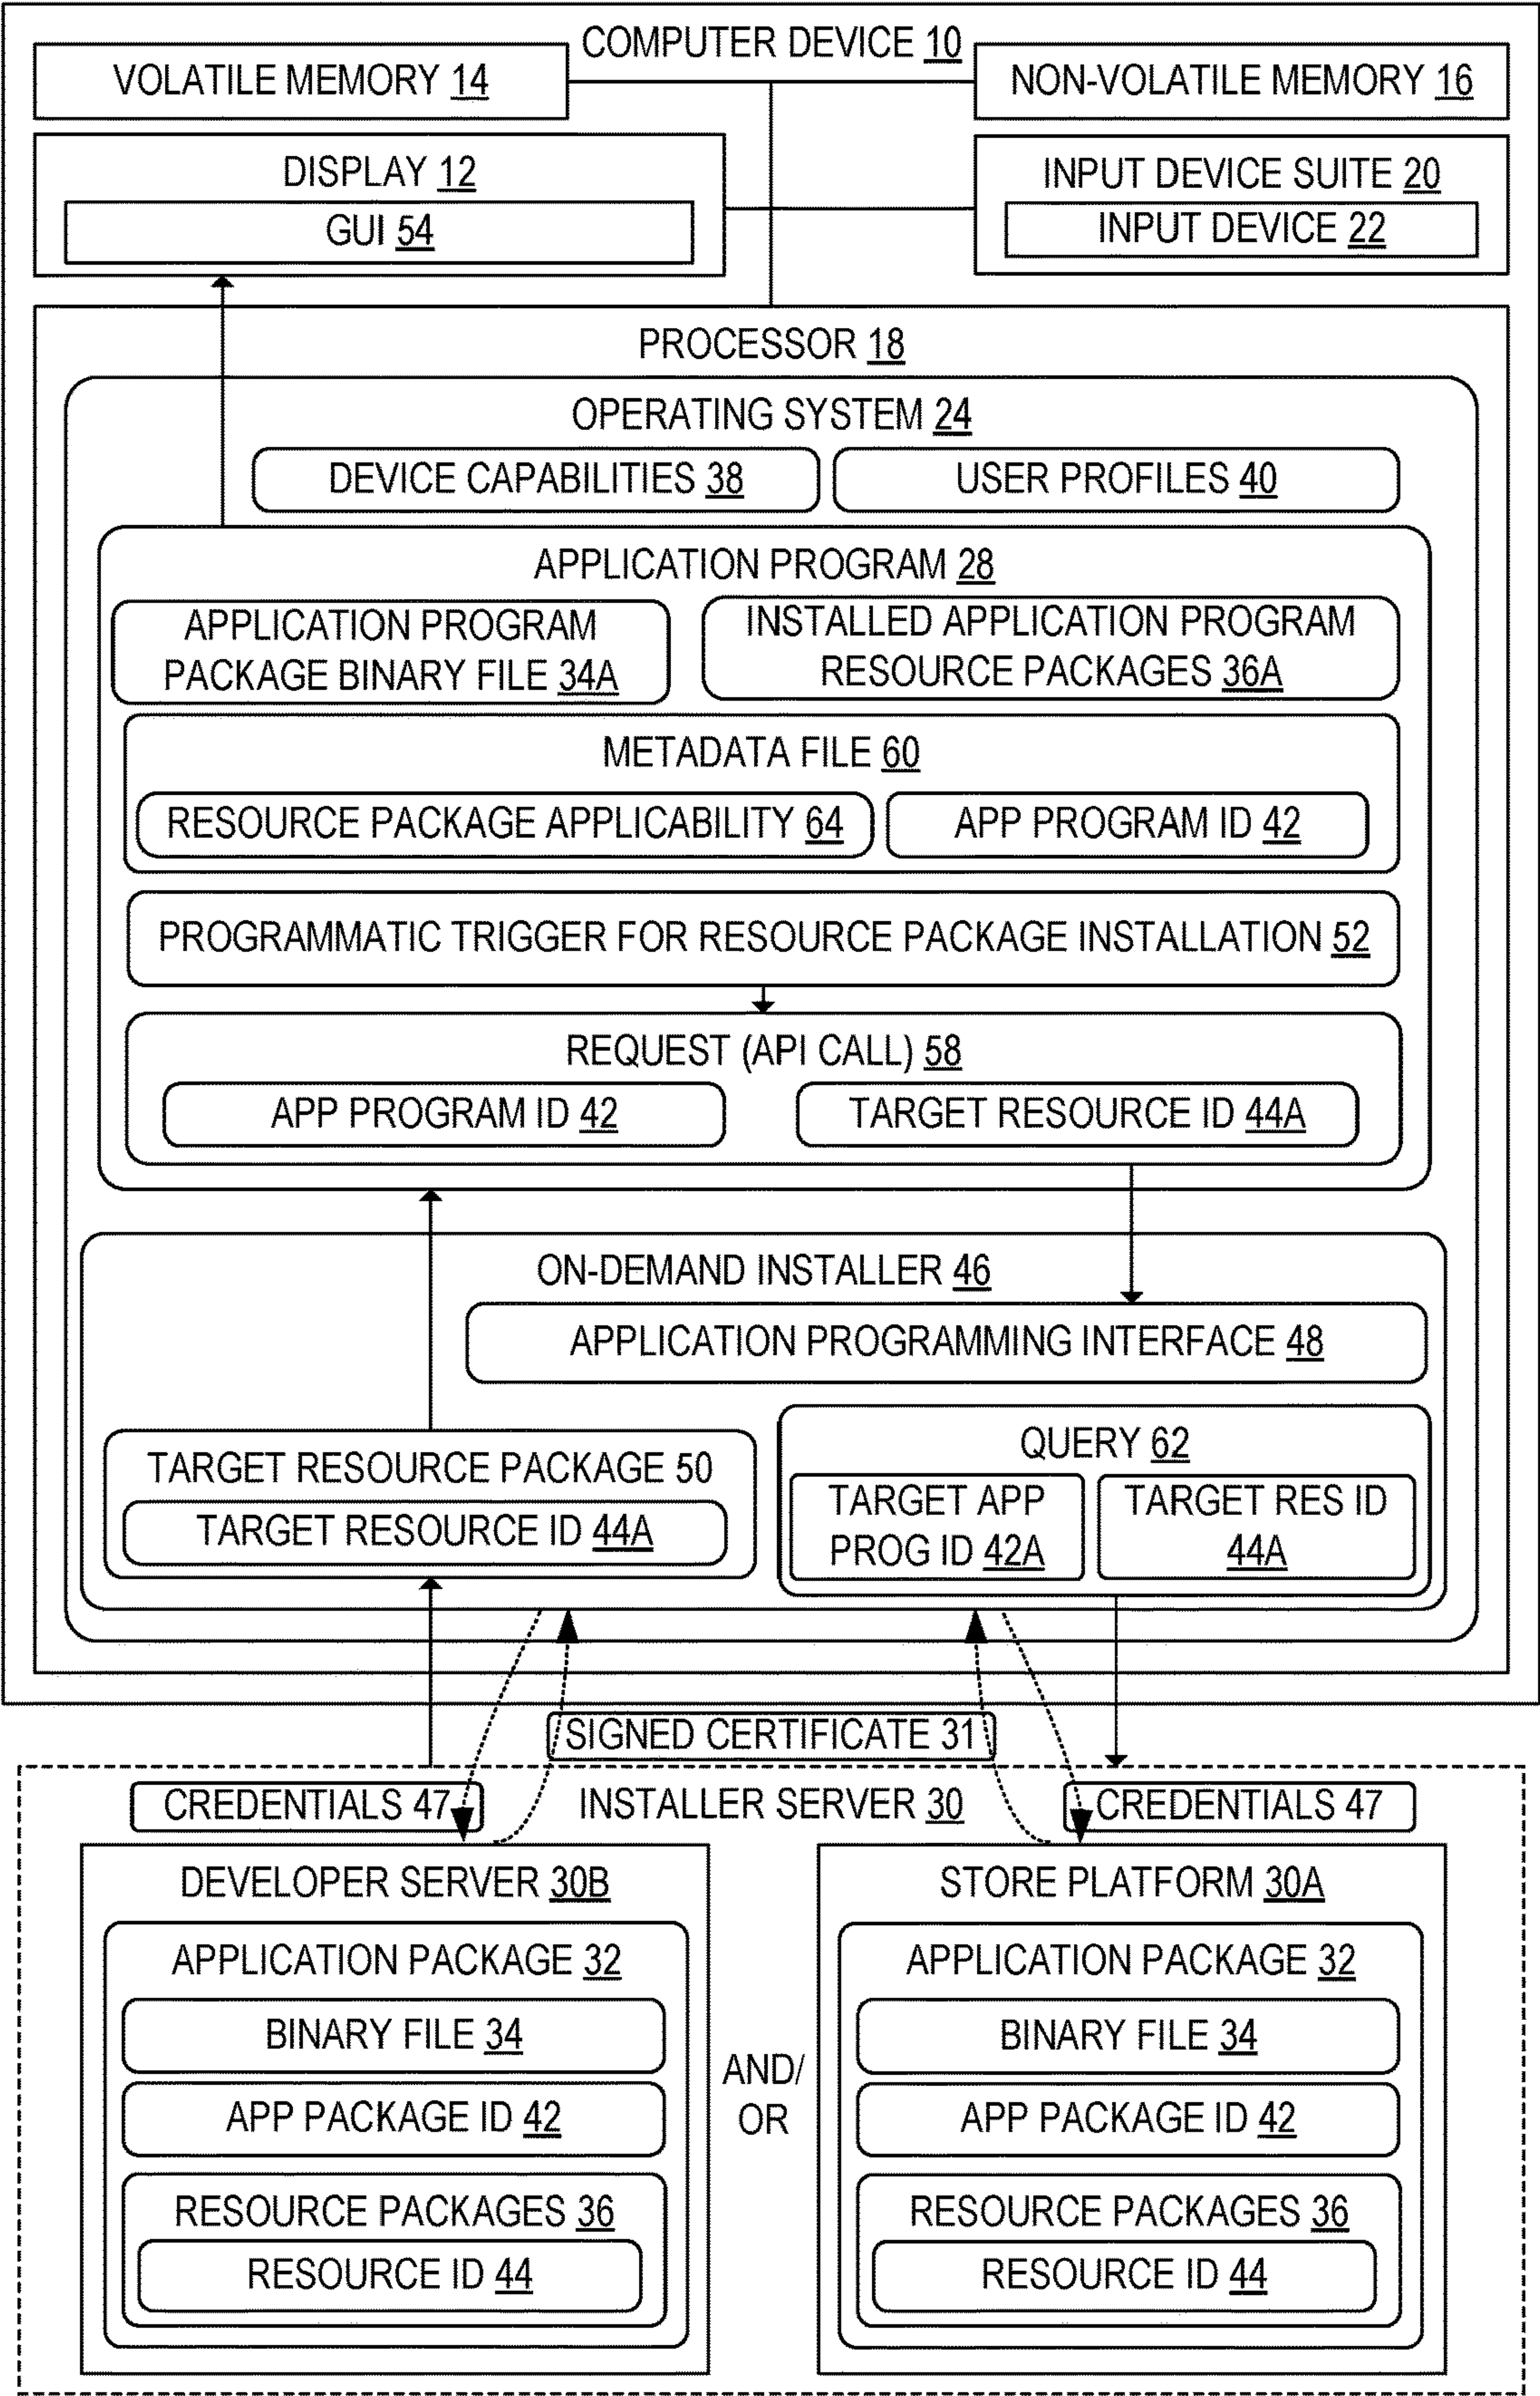 COMPUTER DEVICE 10
VOLATILE MEMORY 14
NON-VOLATILE MEMORY 16
DISPLAY 12
GUI 54
INPUT DEVICE SUITE 20
INPUT DEVICE 22
PROCESSOR 18
OPERATING SYSTEM 24
DEVICE CAPABILITIES 38
USER PROFILES 40
APPLICATION PROGRAM 28
APPLICATION PROGRAM
PACKAGE BINARY FILE 34A
INSTALLED APPLICATION PROGRAM
RESOURCE PACKAGES 36A
METADATA FILE 60
RESOURCE PACKAGE APPLICABILITY 64
APP PROGRAM ID 42
PROGRAMMATIC TRIGGER FOR RESOURCE PACKAGE INSTALLATION 52
REQUEST (API CALL) 58
APP PROGRAM ID 42
TARGET RESOURCE ID 44A
ON-DEMAND INSTALLER 46
APPLICATION PROGRAMMING INTERFACE 48
TARGET RESOURCE PACKAGE 50
TARGET RESOURCE ID 44A
QUERY 62
TARGET APP
PROG ID 42A
TARGET RES ID
44A
SIGNED CERTIFICATE 31
CREDENTIALS 47
INSTALLER SERVER 30
CREDENTIALS 47
DEVELOPER SERVER 30B
APPLICATION PACKAGE 32
BINARY FILE 34
APP PACKAGE ID 42
RESOURCE PACKAGES 36
RESOURCE ID 44
AND/
OR
STORE PLATFORM 30A
APPLICATION PACKAGE 32
BINARY FILE 34
APP PACKAGE ID 42
RESOURCE PACKAGES 36
RESOURCE ID 44